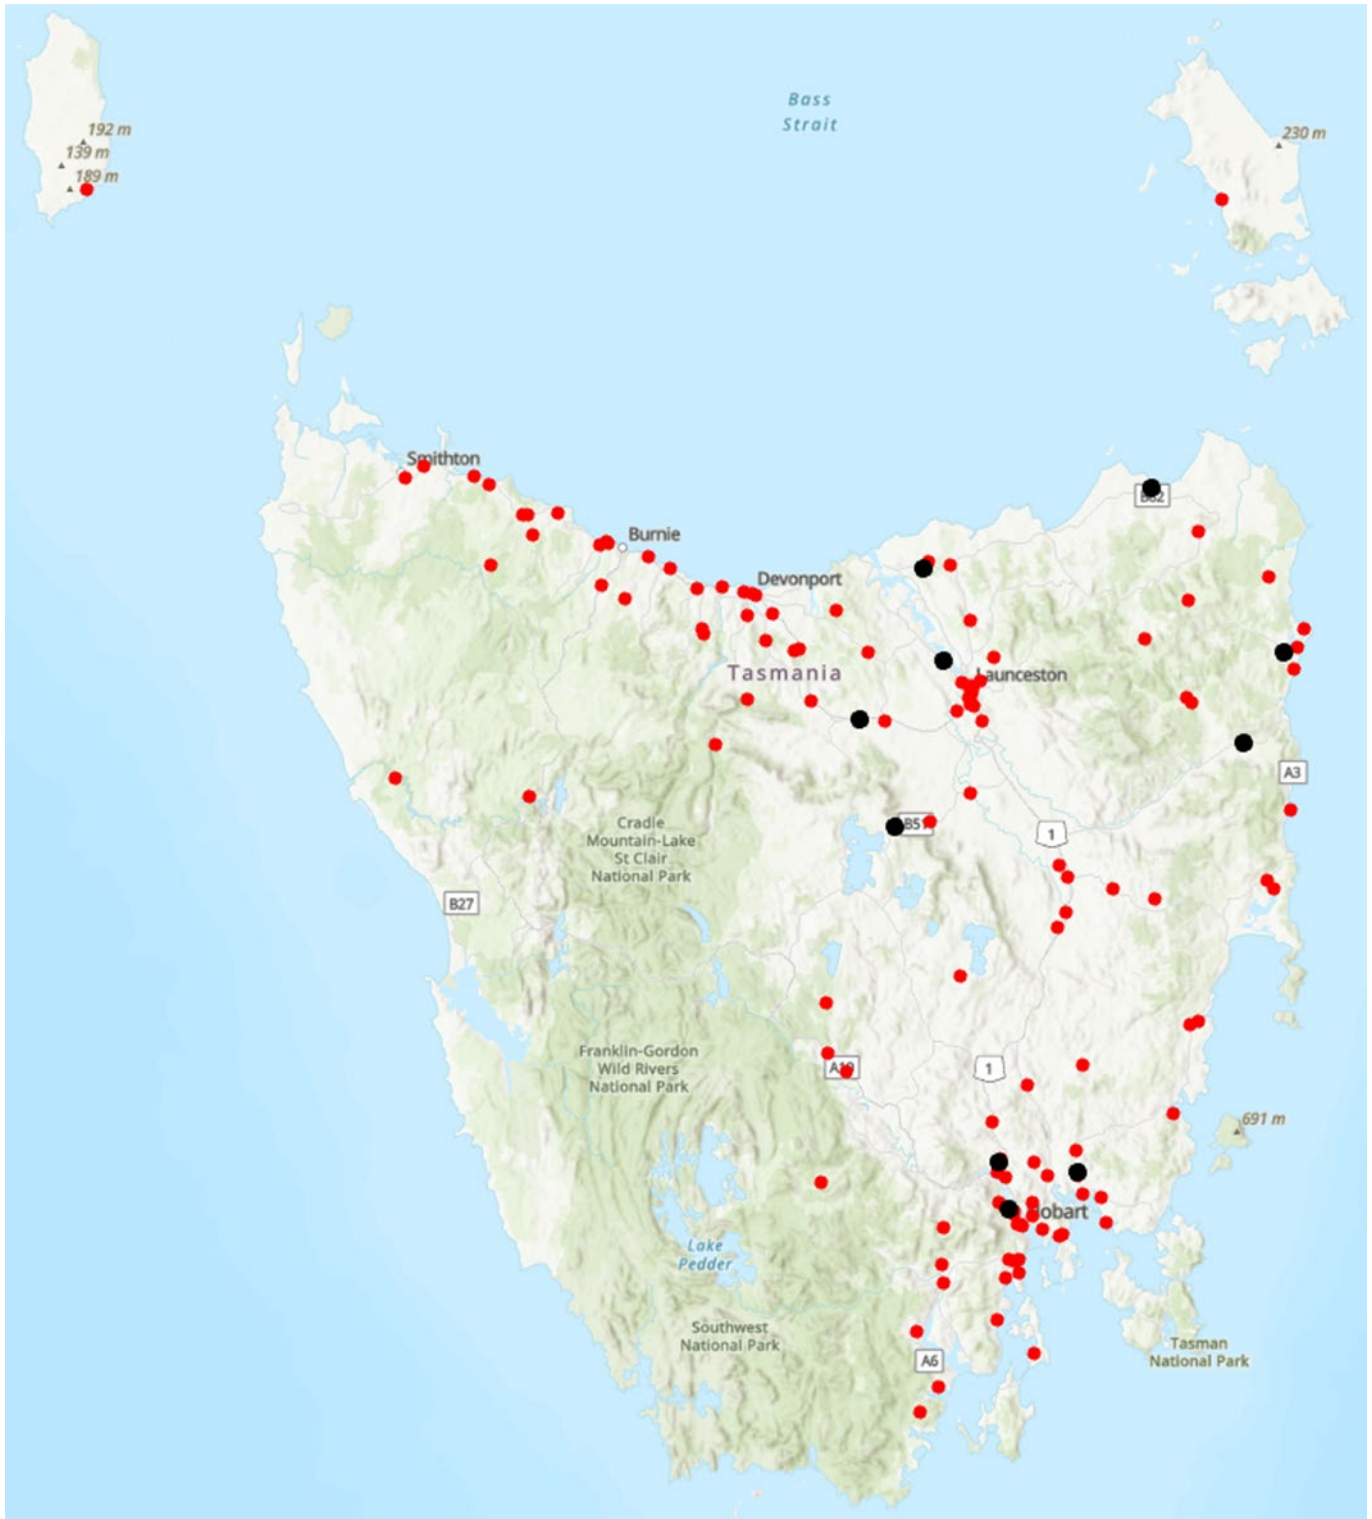 Bass
Strait
192 m
139 m
189 m
230 m
Smithton
Burnie
Devonport
Tasmania
Launceston
A3
B51
1
Cradle
Mountain-Lake
St Clair
National Park
B27
Franklin-Gordon
Wild Rivers
National Park
1
691 m
Hobart
Lake
Pedder
Southwest
National Park
A6
Tasman
National Park